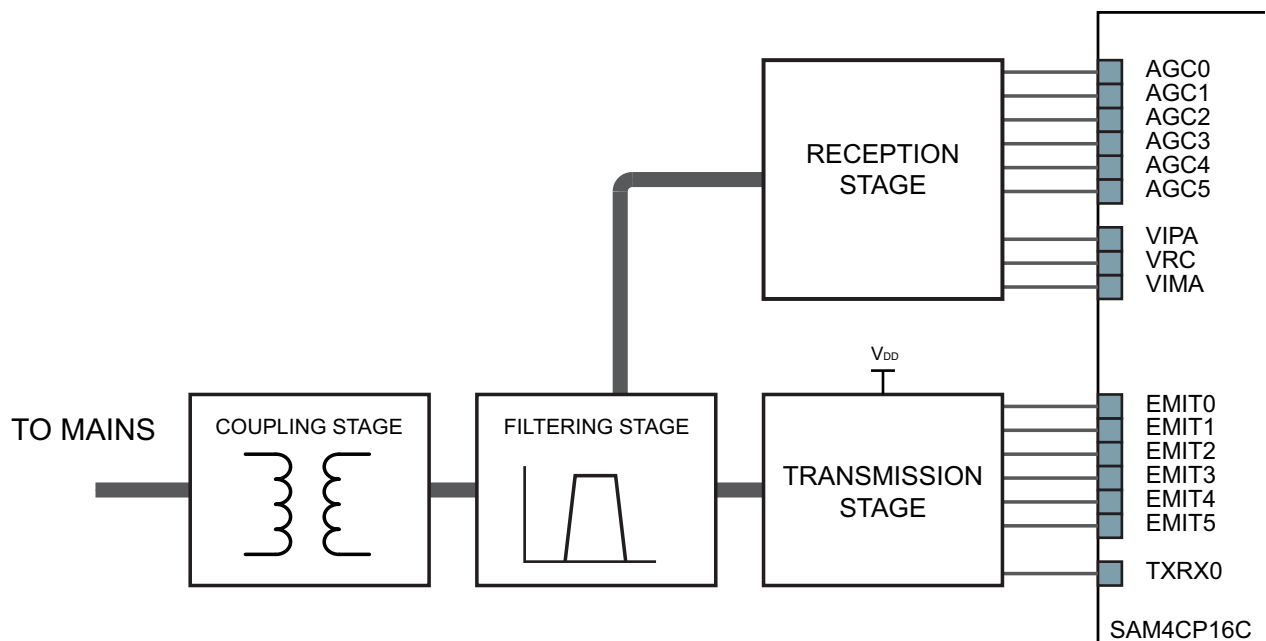 AGC0
AGC1
AGC2
AGC3
AGC4
AGC5
RECEPTION
STAGE
VIPA
VRC
VIMA
VDD
TO MAINS
COUPLING STAGE
FILTERING STAGE
TRANSMISSION
STAGE
EMIT0
EMIT1
EMIT2
EMIT3
EMIT4
EMIT5
TXRX0
SAM4CP16C